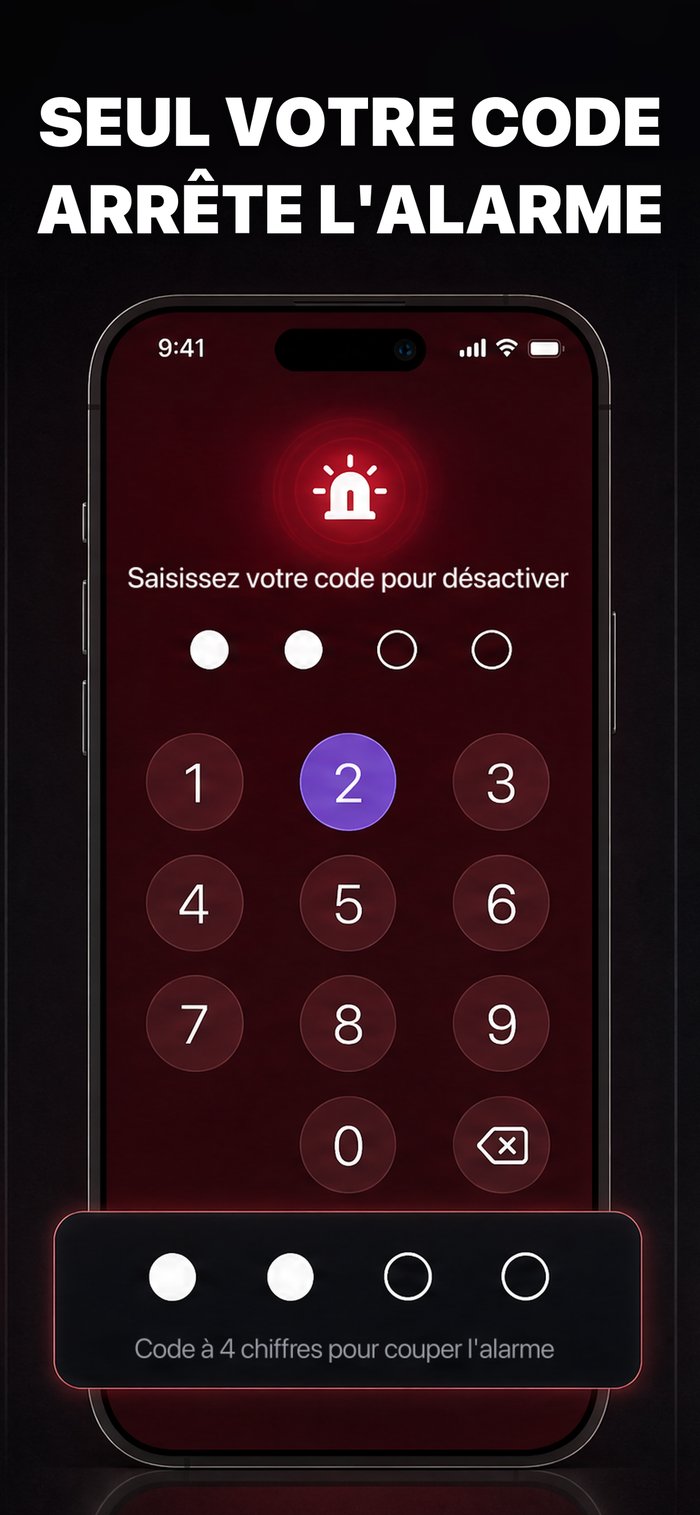 SEUL VOTRE CODE
ARRÊTE L'ALARME
9:41
Saisissez votre code pour désactiver
1 2 3
4 5 6
7 8 9
0
Code à 4 chiffres pour couper l'alarme